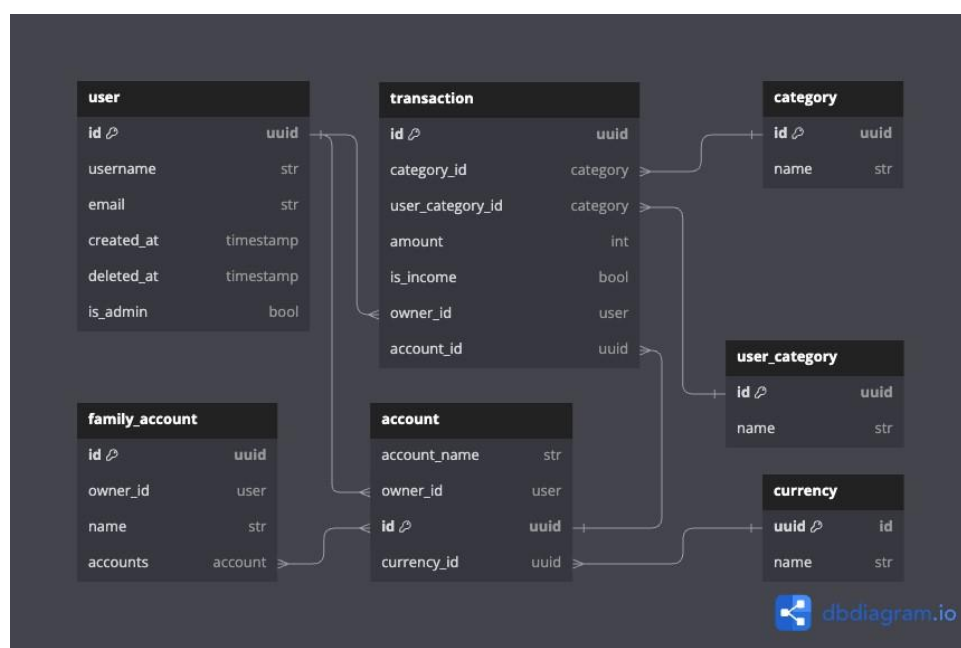 user
id uuid
username str
email str
created_at timestamp
deleted_at timestamp
is_admin bool
transaction
id uuid
category_id category
user_category_id category
amount int
is_income bool
owner_id user
account_id uuid
category
id uuid
name str
user_category
id uuid
name str
family_account
id uuid
owner_id user
name str
accounts account
account
account_name str
owner_id user
id uuid
currency_id uuid
currency
uuid id
name str
dbdiagram.io